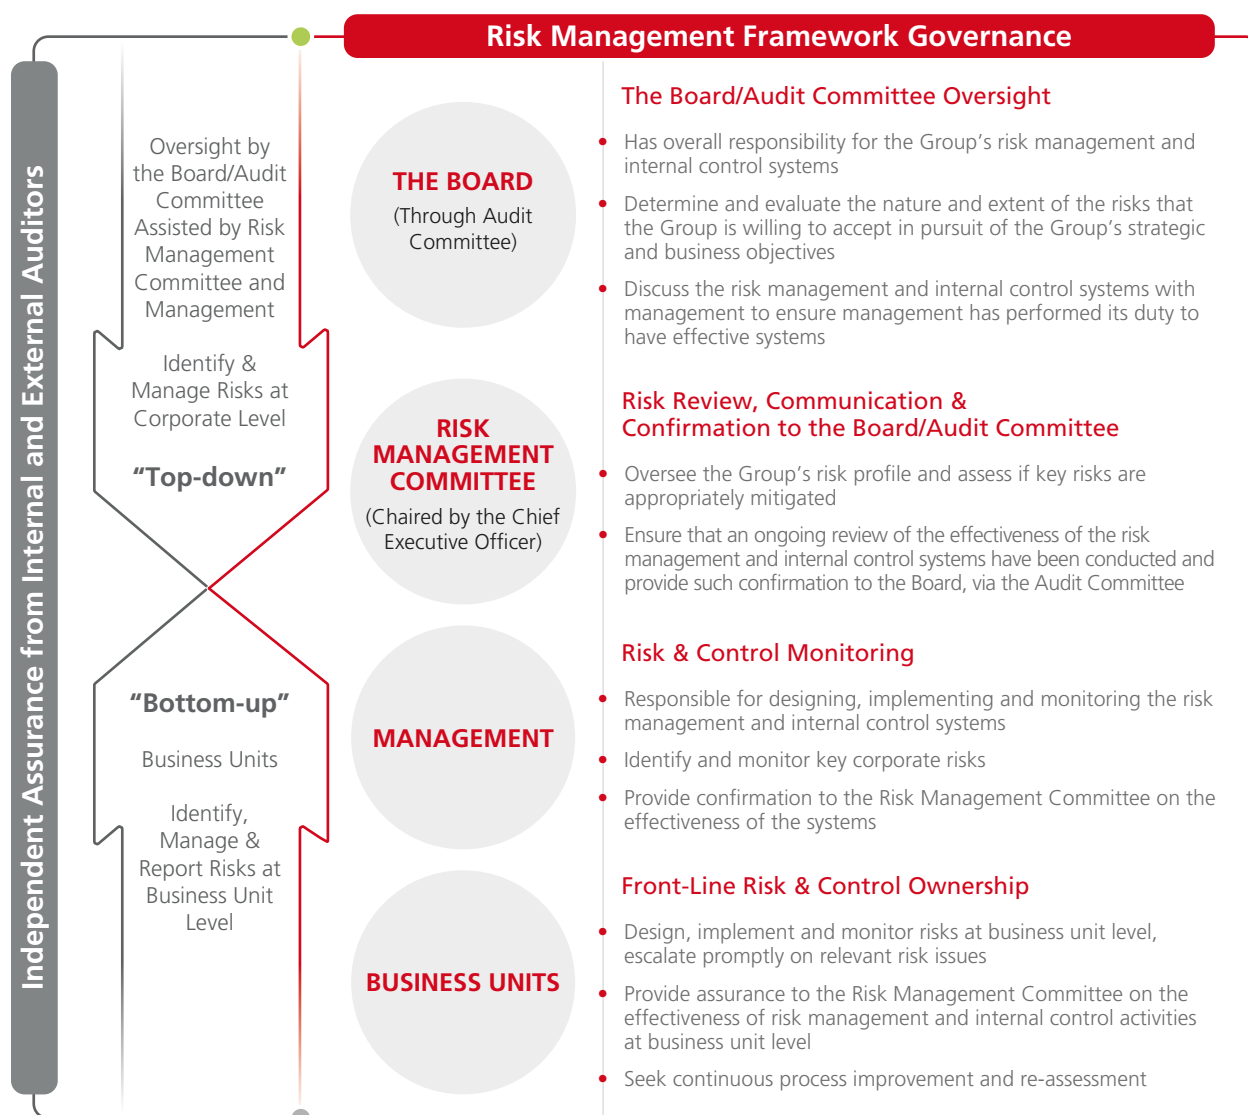 Risk Management Framework Governance
Independent Assurance from Internal and External Auditors
Oversight by
the Board/Audit
Committee
Assisted by Risk
Management
Committee and
Management
Identify &
Manage Risks at
Corporate Level
“Top-down”
“Bottom-up”
Business Units
Identify,
Manage &
Report Risks at
Business Unit
Level
THE BOARD
(Through Audit
Committee)
The Board/Audit Committee Oversight
• Has overall responsibility for the Group’s risk management and
internal control systems
• Determine and evaluate the nature and extent of the risks that
the Group is willing to accept in pursuit of the Group’s strategic
and business objectives
• Discuss the risk management and internal control systems with
management to ensure management has performed its duty to
have effective systems
RISK
MANAGEMENT
COMMITTEE
(Chaired by the Chief
Executive Officer)
Risk Review, Communication &
Confirmation to the Board/Audit Committee
• Oversee the Group’s risk profile and assess if key risks are
appropriately mitigated
• Ensure that an ongoing review of the effectiveness of the risk
management and internal control systems have been conducted and
provide such confirmation to the Board, via the Audit Committee
MANAGEMENT
Risk & Control Monitoring
• Responsible for designing, implementing and monitoring the risk
management and internal control systems
• Identify and monitor key corporate risks
• Provide confirmation to the Risk Management Committee on the
effectiveness of the systems
BUSINESS UNITS
Front-Line Risk & Control Ownership
• Design, implement and monitor risks at business unit level,
escalate promptly on relevant risk issues
• Provide assurance to the Risk Management Committee on the
effectiveness of risk management and internal control activities
at business unit level
• Seek continuous process improvement and re-assessment